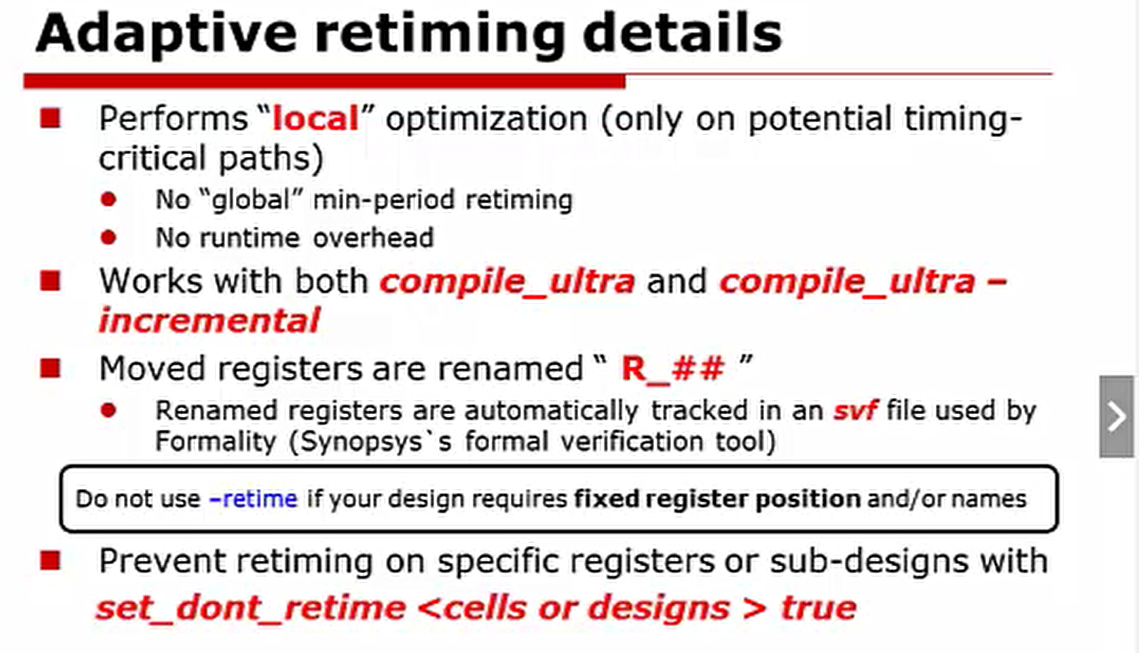 Adaptive retiming details
Performs “local” optimization (only on potential timing-
critical paths)
No “global” min-period retiming
No runtime overhead
Works with both compile_ultra and compile_ultra –
incremental
Moved registers are renamed “ R_## ”
Renamed registers are automatically tracked in an svf file used by
Formality (Synopsys`s formal verification tool)
Do not use –retime if your design requires fixed register position and/or names
Prevent retiming on specific registers or sub-designs with
set_dont_retime <cells or designs > true